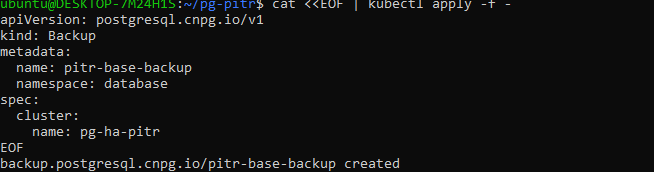 ubuntu@DESKTOP-7M24H1S:~/pg-pitr$ cat <<EOF | kubectl apply -f -
apiVersion: postgresql.cnpg.io/v1
kind: Backup
metadata:
  name: pitr-base-backup
  namespace: database
spec:
  cluster:
    name: pg-ha-pitr
EOF
backup.postgresql.cnpg.io/pitr-base-backup created